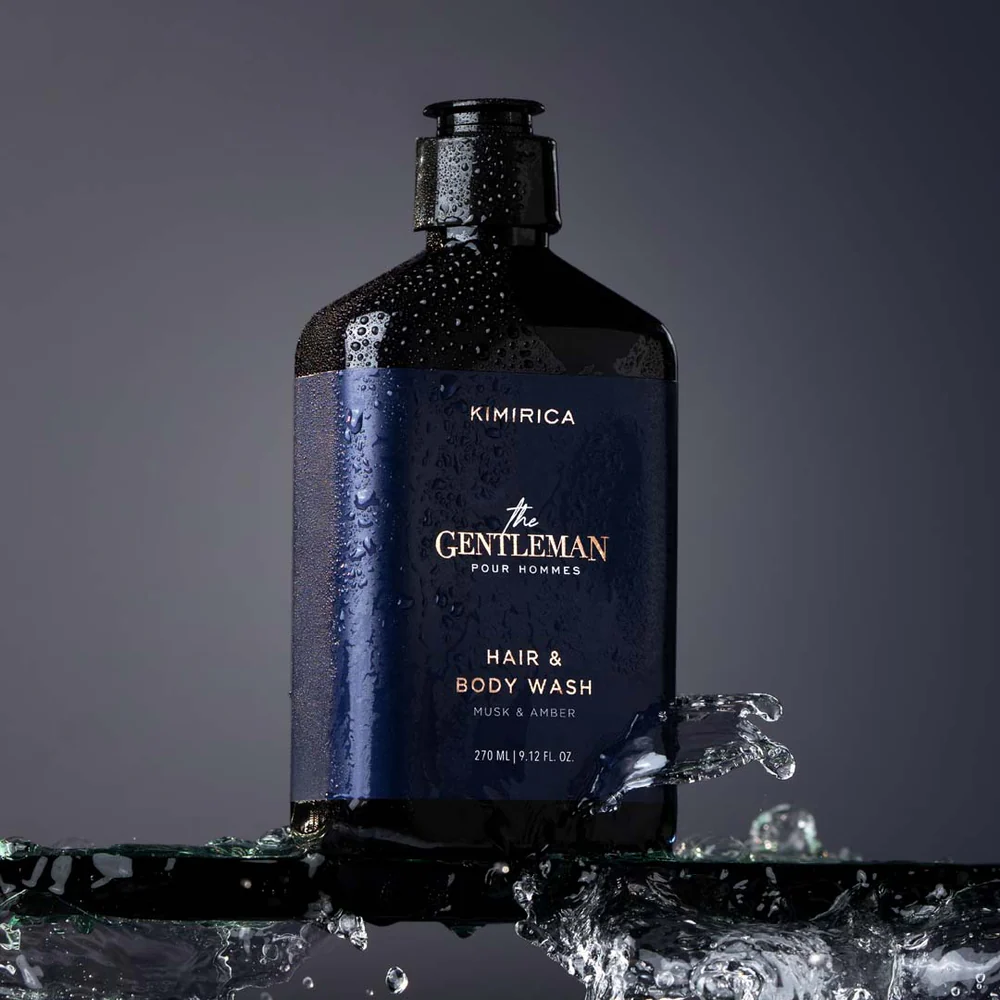 KIMIRICA
the
GENTLEMAN
POUR HOMMES
HAIR &
BODY WASH
MUSK & AMBER
270 ML | 9.12 FL. OZ.